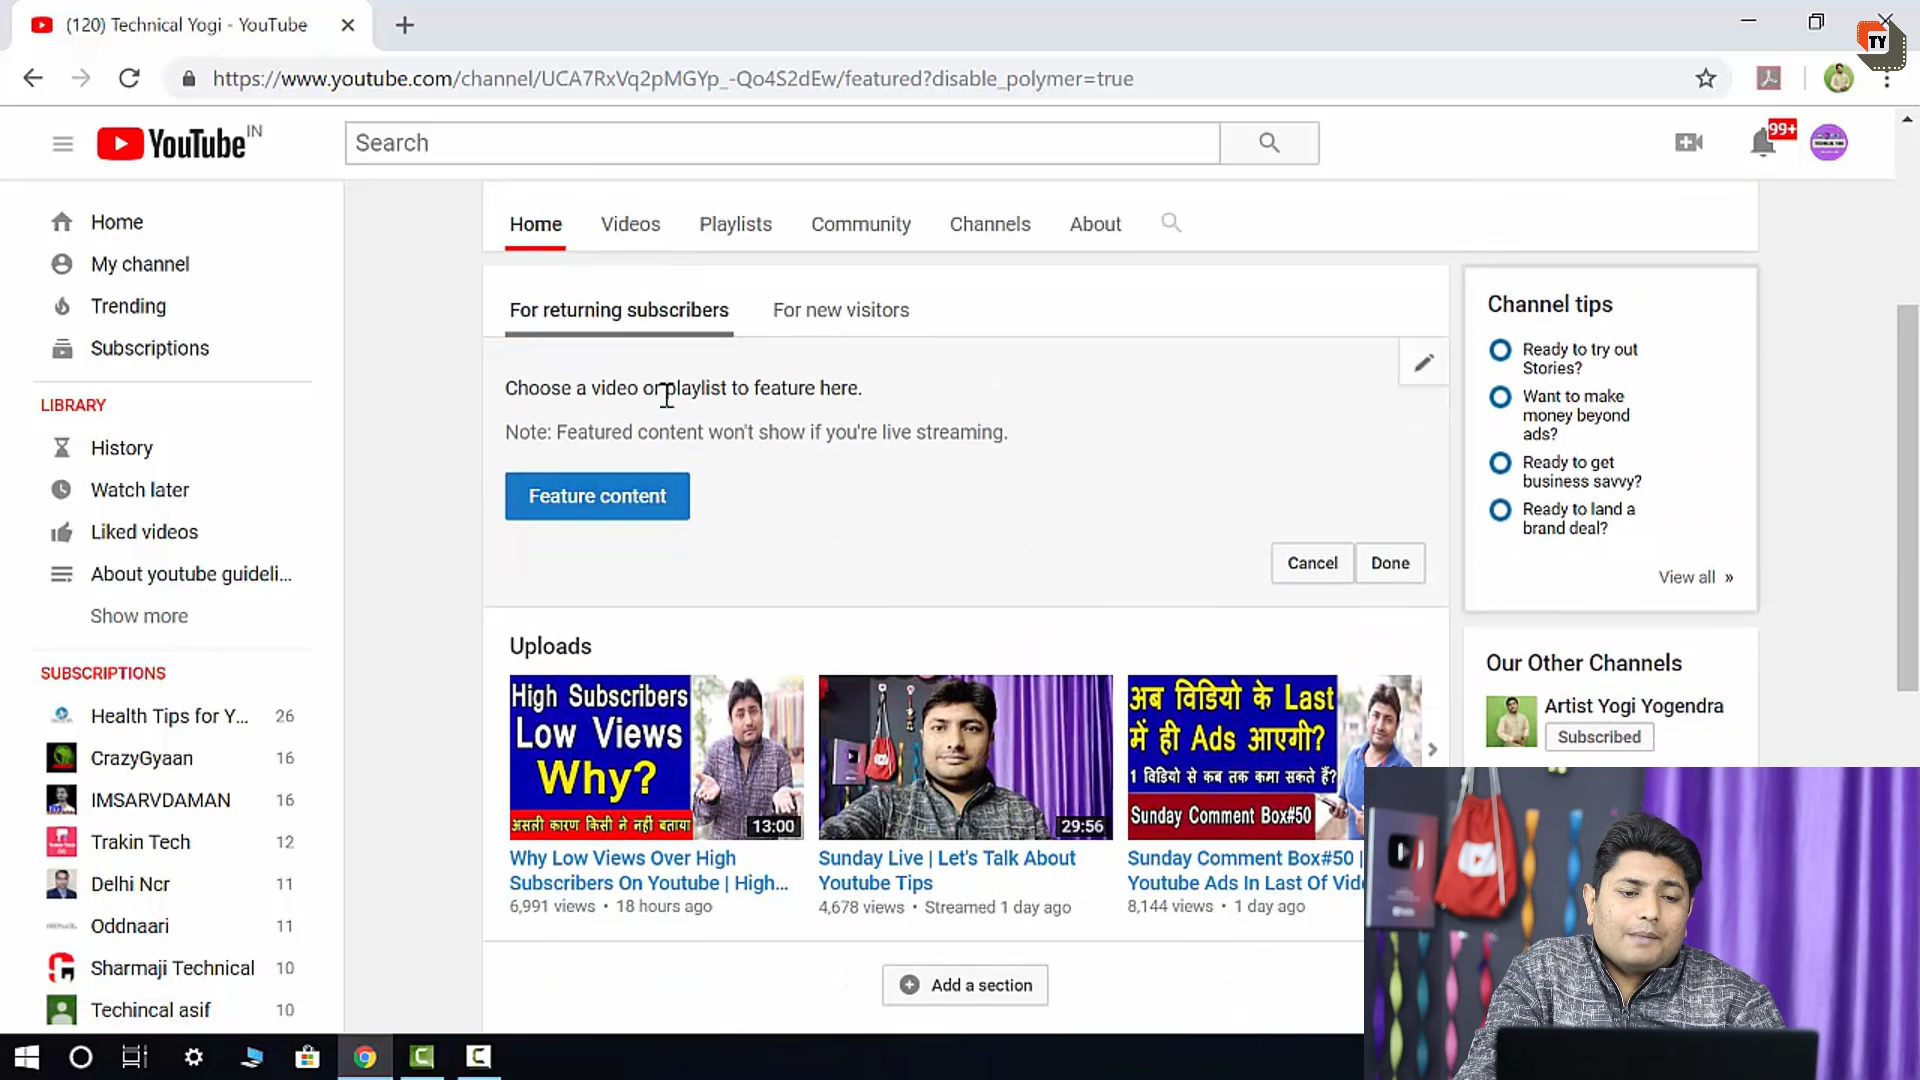 (120) Technical Yogi - YouTube
TY
https://www.youtube.com/channel/UCA7RxVq2pMGYp_-Qo4S2dEw/featured?disable_polymer=true
YouTube IN
Search
99+
Home
My channel
Trending
Subscriptions
LIBRARY
History
Watch later
Liked videos
About youtube guideli...
Show more
SUBSCRIPTIONS
Health Tips for Y... 26
CrazyGyaan 16
IMSARVDAMAN 16
Trakin Tech 12
Delhi Ncr 11
Oddnaari 11
Sharmaji Technical 10
Techincal asif 10
Home Videos Playlists Community Channels About
For returning subscribers For new visitors
Choose a video or playlist to feature here.
Note: Featured content won't show if you're live streaming.
Feature content
Cancel Done
Uploads
High Subscribers
Low Views
Why?
असली कारण किसी ने नहीं बताया
13:00
Why Low Views Over High
Subscribers On Youtube | High...
6,991 views • 18 hours ago
29:56
Sunday Live | Let's Talk About
Youtube Tips
4,678 views • Streamed 1 day ago
अब विडियो के Last
में ही Ads आएगी?
1 विडियो से कब तक कमा सकते हैं?
Sunday Comment Box#50
Sunday Comment Box#50 |
Youtube Ads In Last Of Vid
8,144 views • 1 day ago
Add a section
Channel tips
Ready to try out
Stories?
Want to make
money beyond
ads?
Ready to get
business savvy?
Ready to land a
brand deal?
View all »
Our Other Channels
Artist Yogi Yogendra
Subscribed